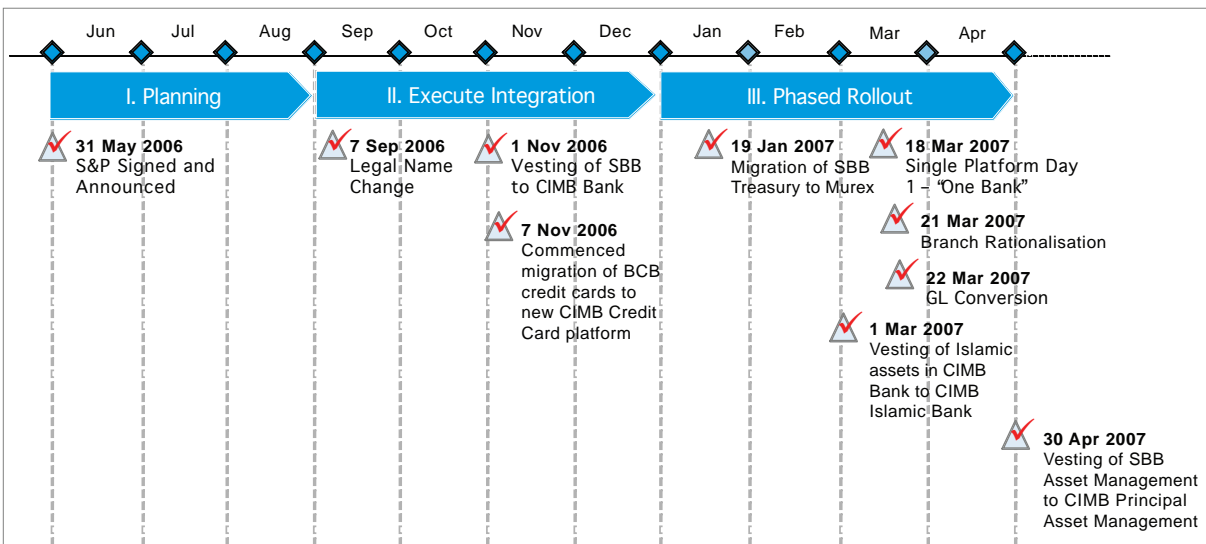 Jun Jul Aug Sep Oct Nov Dec Jan Feb Mar Apr
I. Planning
II. Execute Integration
III. Phased Rollout
31 May 2006
S&P Signed and
Announced
7 Sep 2006
Legal Name
Change
1 Nov 2006
Vesting of SBB
to CIMB Bank
7 Nov 2006
Commenced
migration of BCB
credit cards to
new CIMB Credit
Card platform
19 Jan 2007
Migration of SBB
Treasury to Murex
18 Mar 2007
Single Platform Day
1 – “One Bank”
21 Mar 2007
Branch Rationalisation
22 Mar 2007
GL Conversion
1 Mar 2007
Vesting of Islamic
assets in CIMB
Bank to CIMB
Islamic Bank
30 Apr 2007
Vesting of SBB
Asset Management
to CIMB Principal
Asset Management